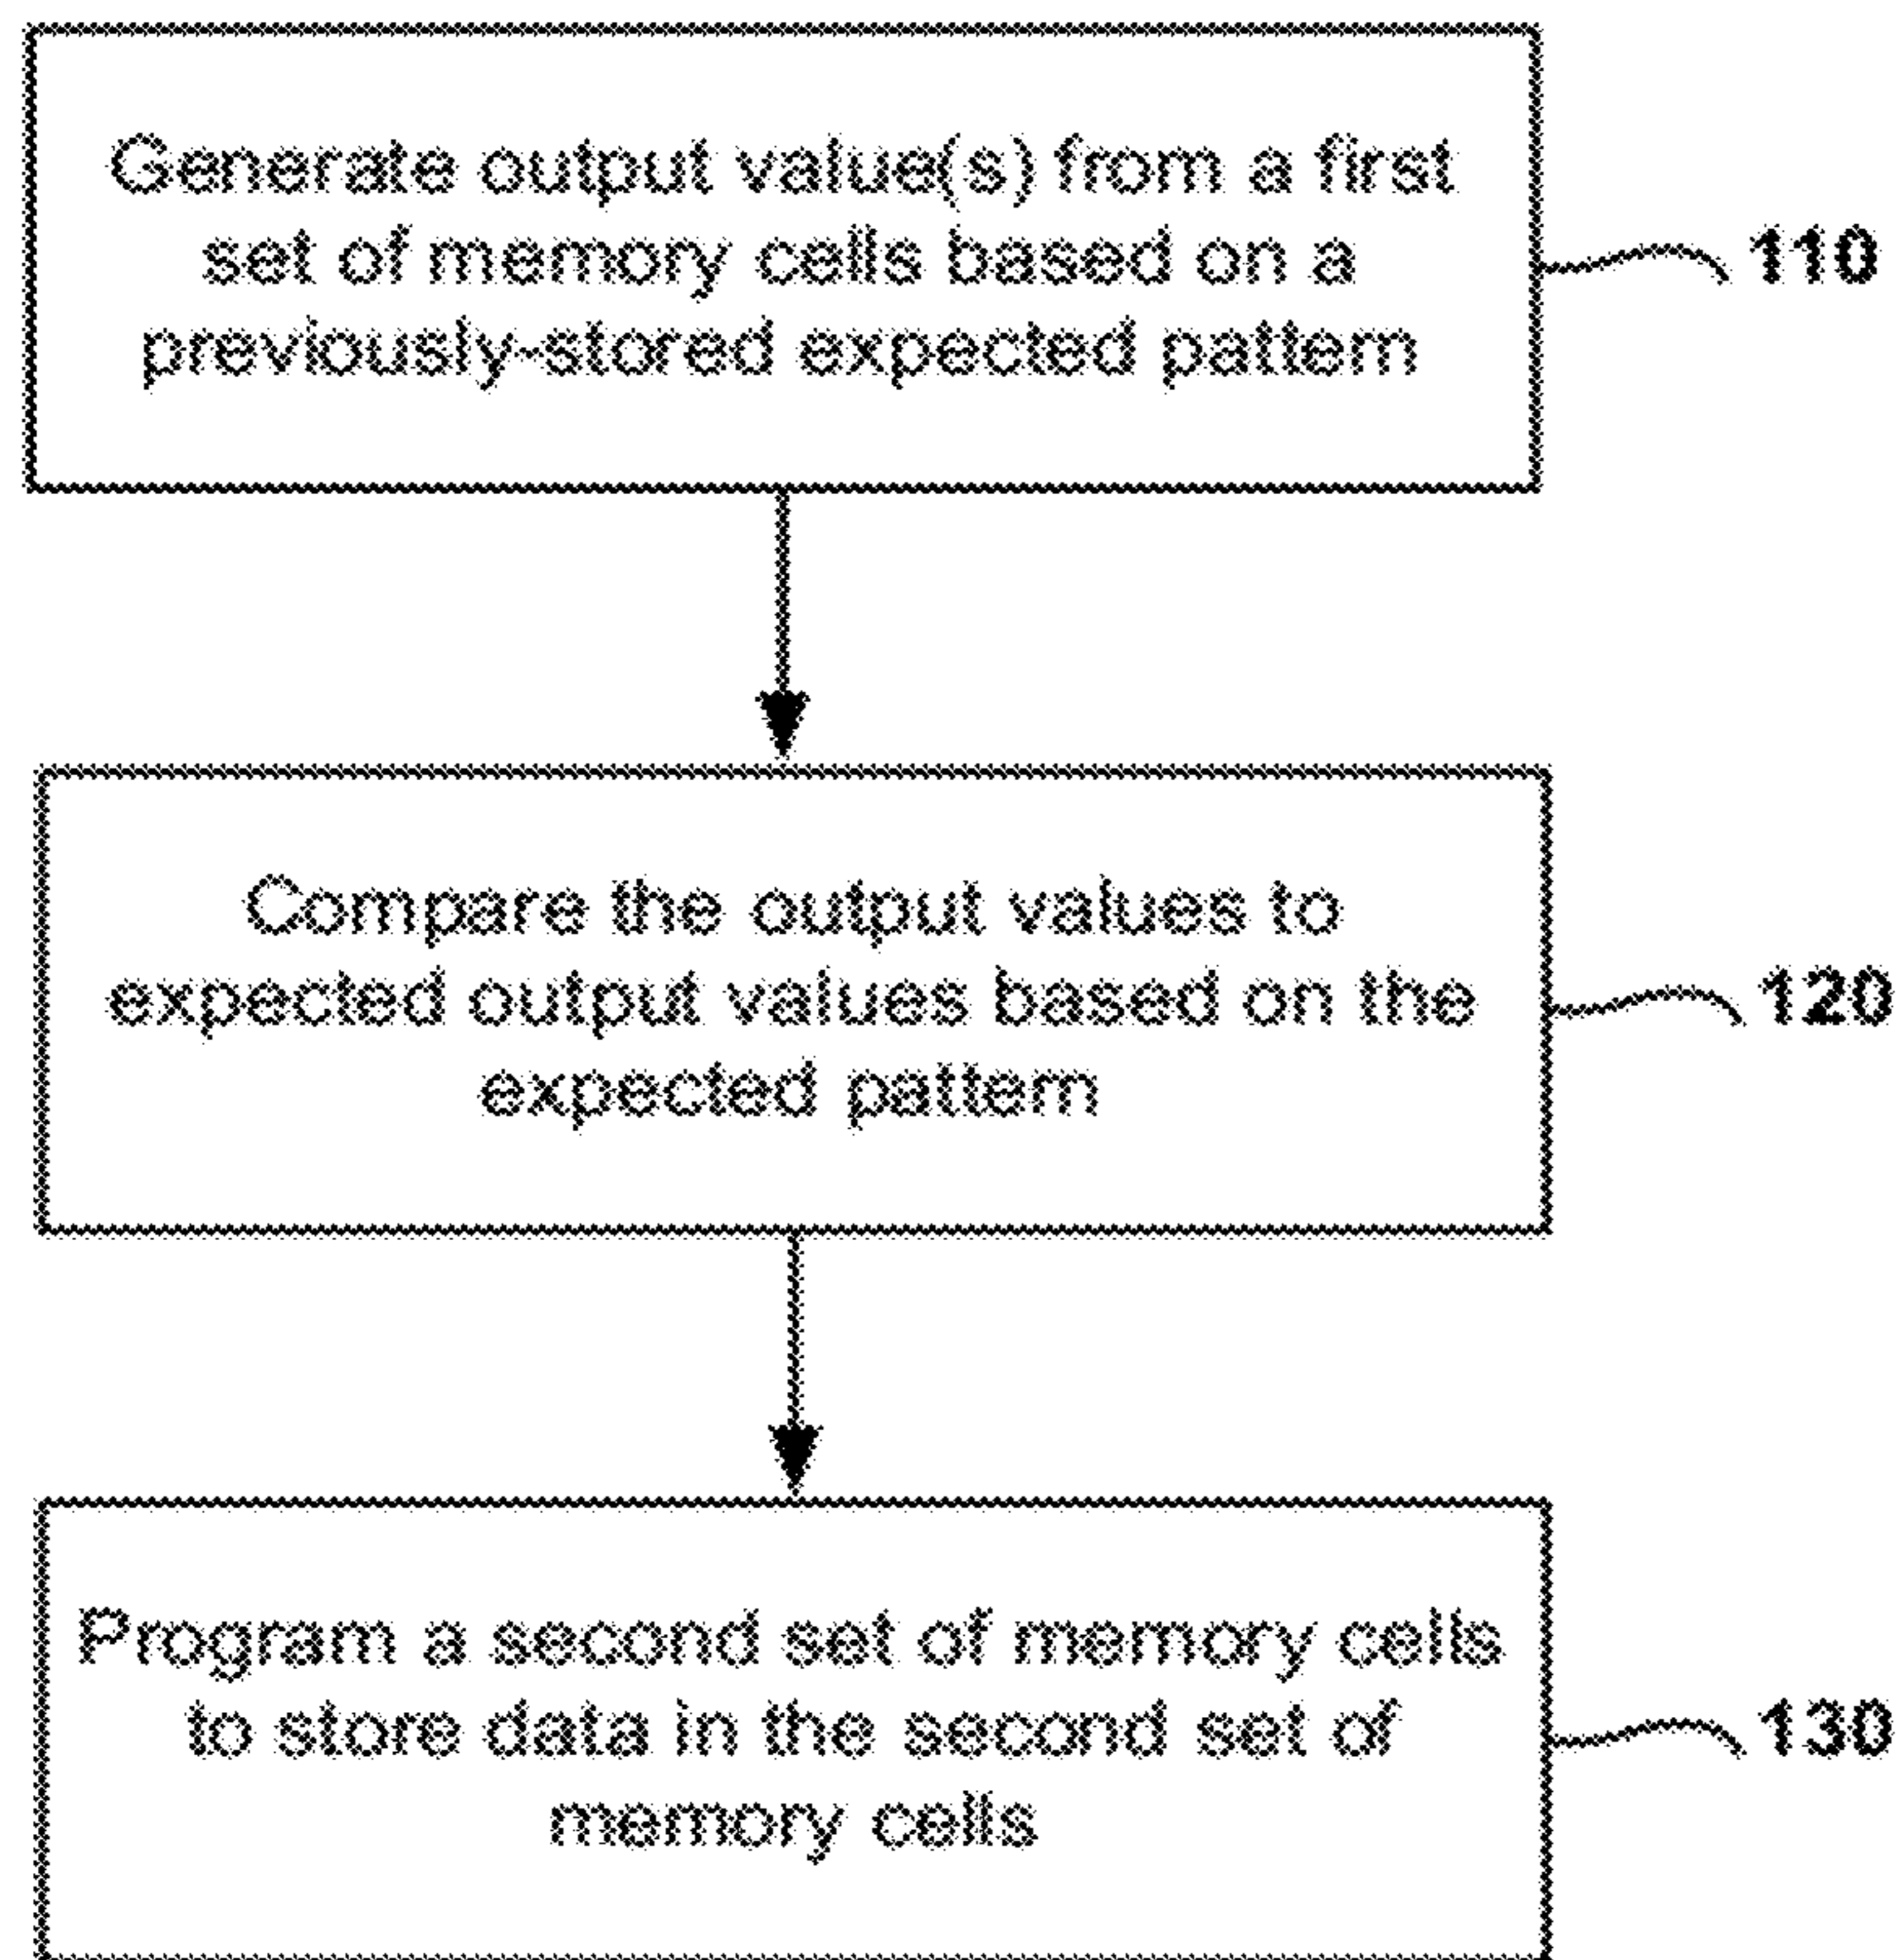 Generate output value(s) from a first
set of memory cells based on a
previously-stored expected pattern
110
Compare the output values to
expected output values based on the
expected pattern
120
Program a second set of memory cells
to store data in the second set of
memory cells
130